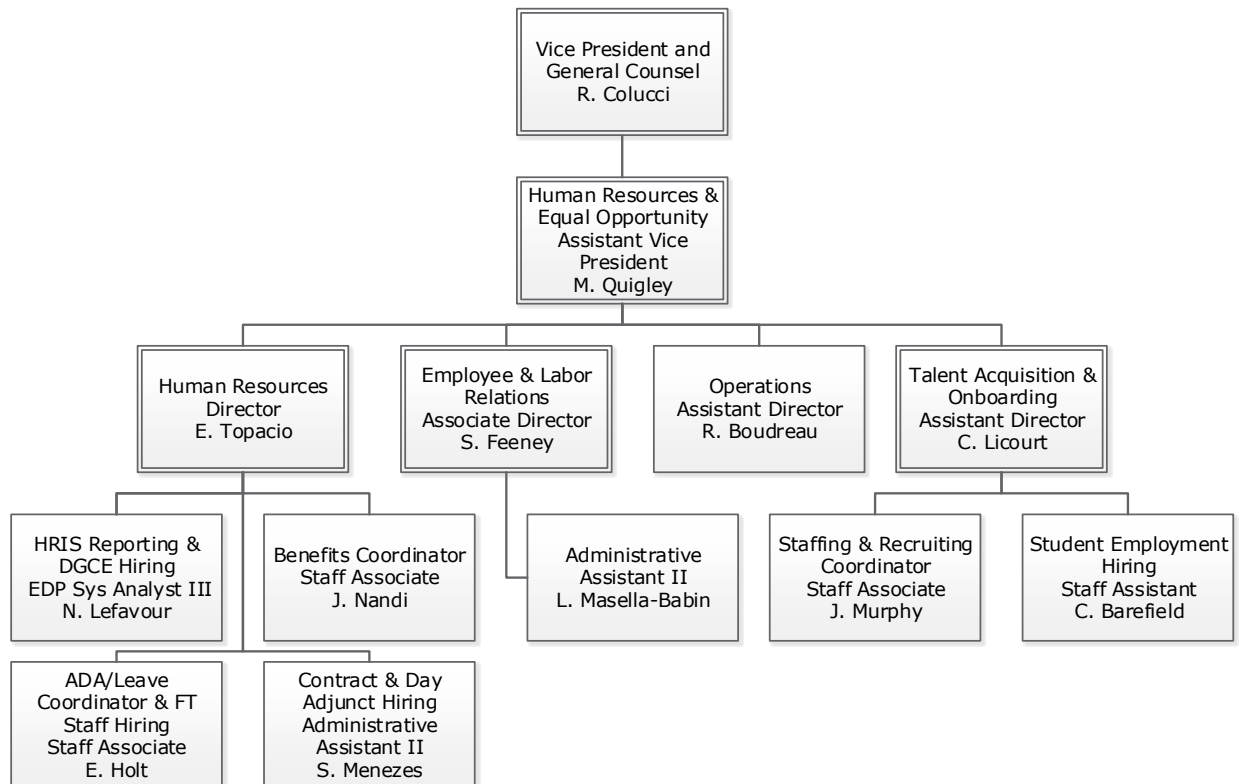 Vice President and
General Counsel
R. Colucci
Human Resources &
Equal Opportunity
Assistant Vice
President
M. Quigley
Human Resources
Director
E. Topacio
Employee & Labor
Relations
Associate Director
S. Feeney
Operations
Assistant Director
R. Boudreau
Talent Acquisition &
Onboarding
Assistant Director
C. Licourt
HRIS Reporting &
DGCE Hiring
EDP Sys Analyst III
N. Lefavour
Benefits Coordinator
Staff Associate
J. Nandi
Administrative
Assistant II
L. Masella-Babin
Staffing & Recruiting
Coordinator
Staff Associate
J. Murphy
Student Employment
Hiring
Staff Assistant
C. Barefield
ADA/Leave
Coordinator & FT
Staff Hiring
Staff Associate
E. Holt
Contract & Day
Adjunct Hiring
Administrative
Assistant II
S. Menezes